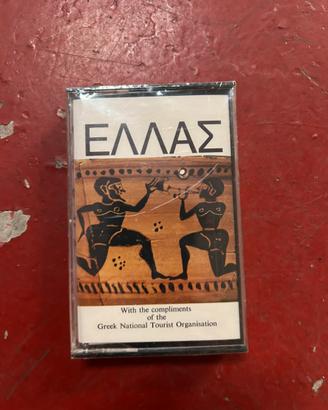 ΕΛΛΑΣ
With the compliments
of the
Greek National Tourist Organisation